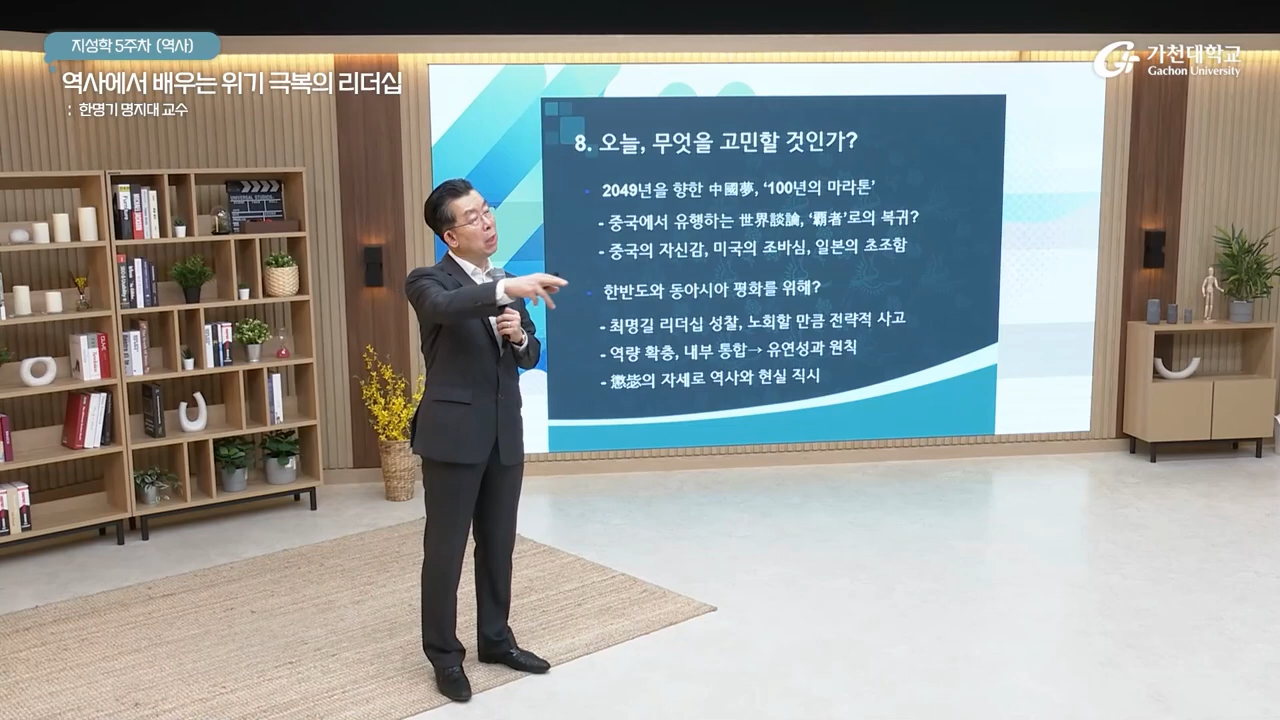 지성학 5주차 (역사)
역사에서 배우는 위기 극복의 리더십
: 한명기 명지대 교수
가천대학교
Gachon University
8. 오늘, 무엇을 고민할 것인가?
2049년을 향한 中國夢, ‘100년의 마라톤’
- 중국에서 유행하는 世界談論, ‘覇者’로의 복귀?
- 중국의 자신감, 미국의 조바심, 일본의 초조함
한반도와 동아시아 평화를 위해?
- 최명길 리더십 성찰, 노회할 만큼 전략적 사고
- 역량 확충, 내부 통합→ 유연성과 원칙
- 懲毖의 자세로 역사와 현실 직시
UNIVERSAL STUDIOS